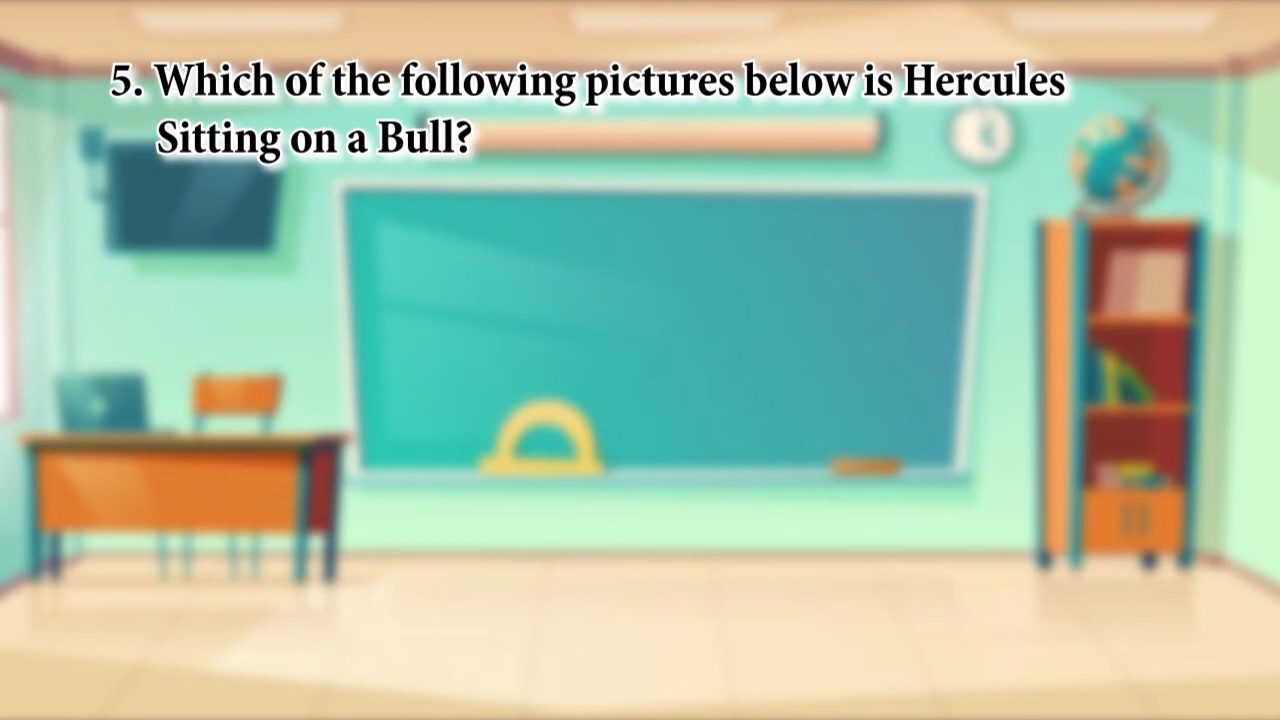 5. Which of the following pictures below is Hercules
Sitting on a Bull?